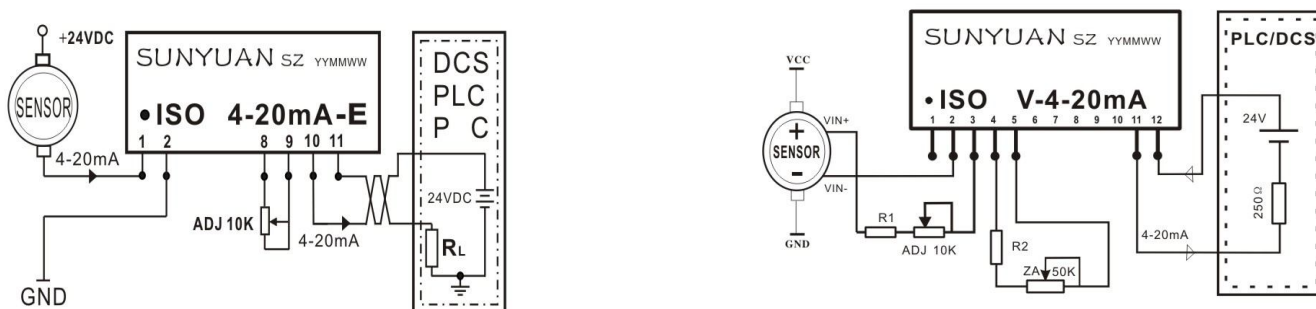 +24VDC
SENSOR
SUNYUAN SZ YYMMWW
• ISO 4-20mA-E
1 2 8 9 10 11
4-20mA
ADJ 10K
4-20mA
GND
DCS
PLC
P C
24VDC
RL
VCC
VIN+
+
SENSOR
-
VIN-
GND
SUNYUAN SZ YYMMWW
• ISO V-4-20mA
1 2 3 4 5 6 7 8 9 10 11 12
R1
ADJ 10K
R2
ZA 50K
4-20mA
PLC/DCS
24V
250Ω